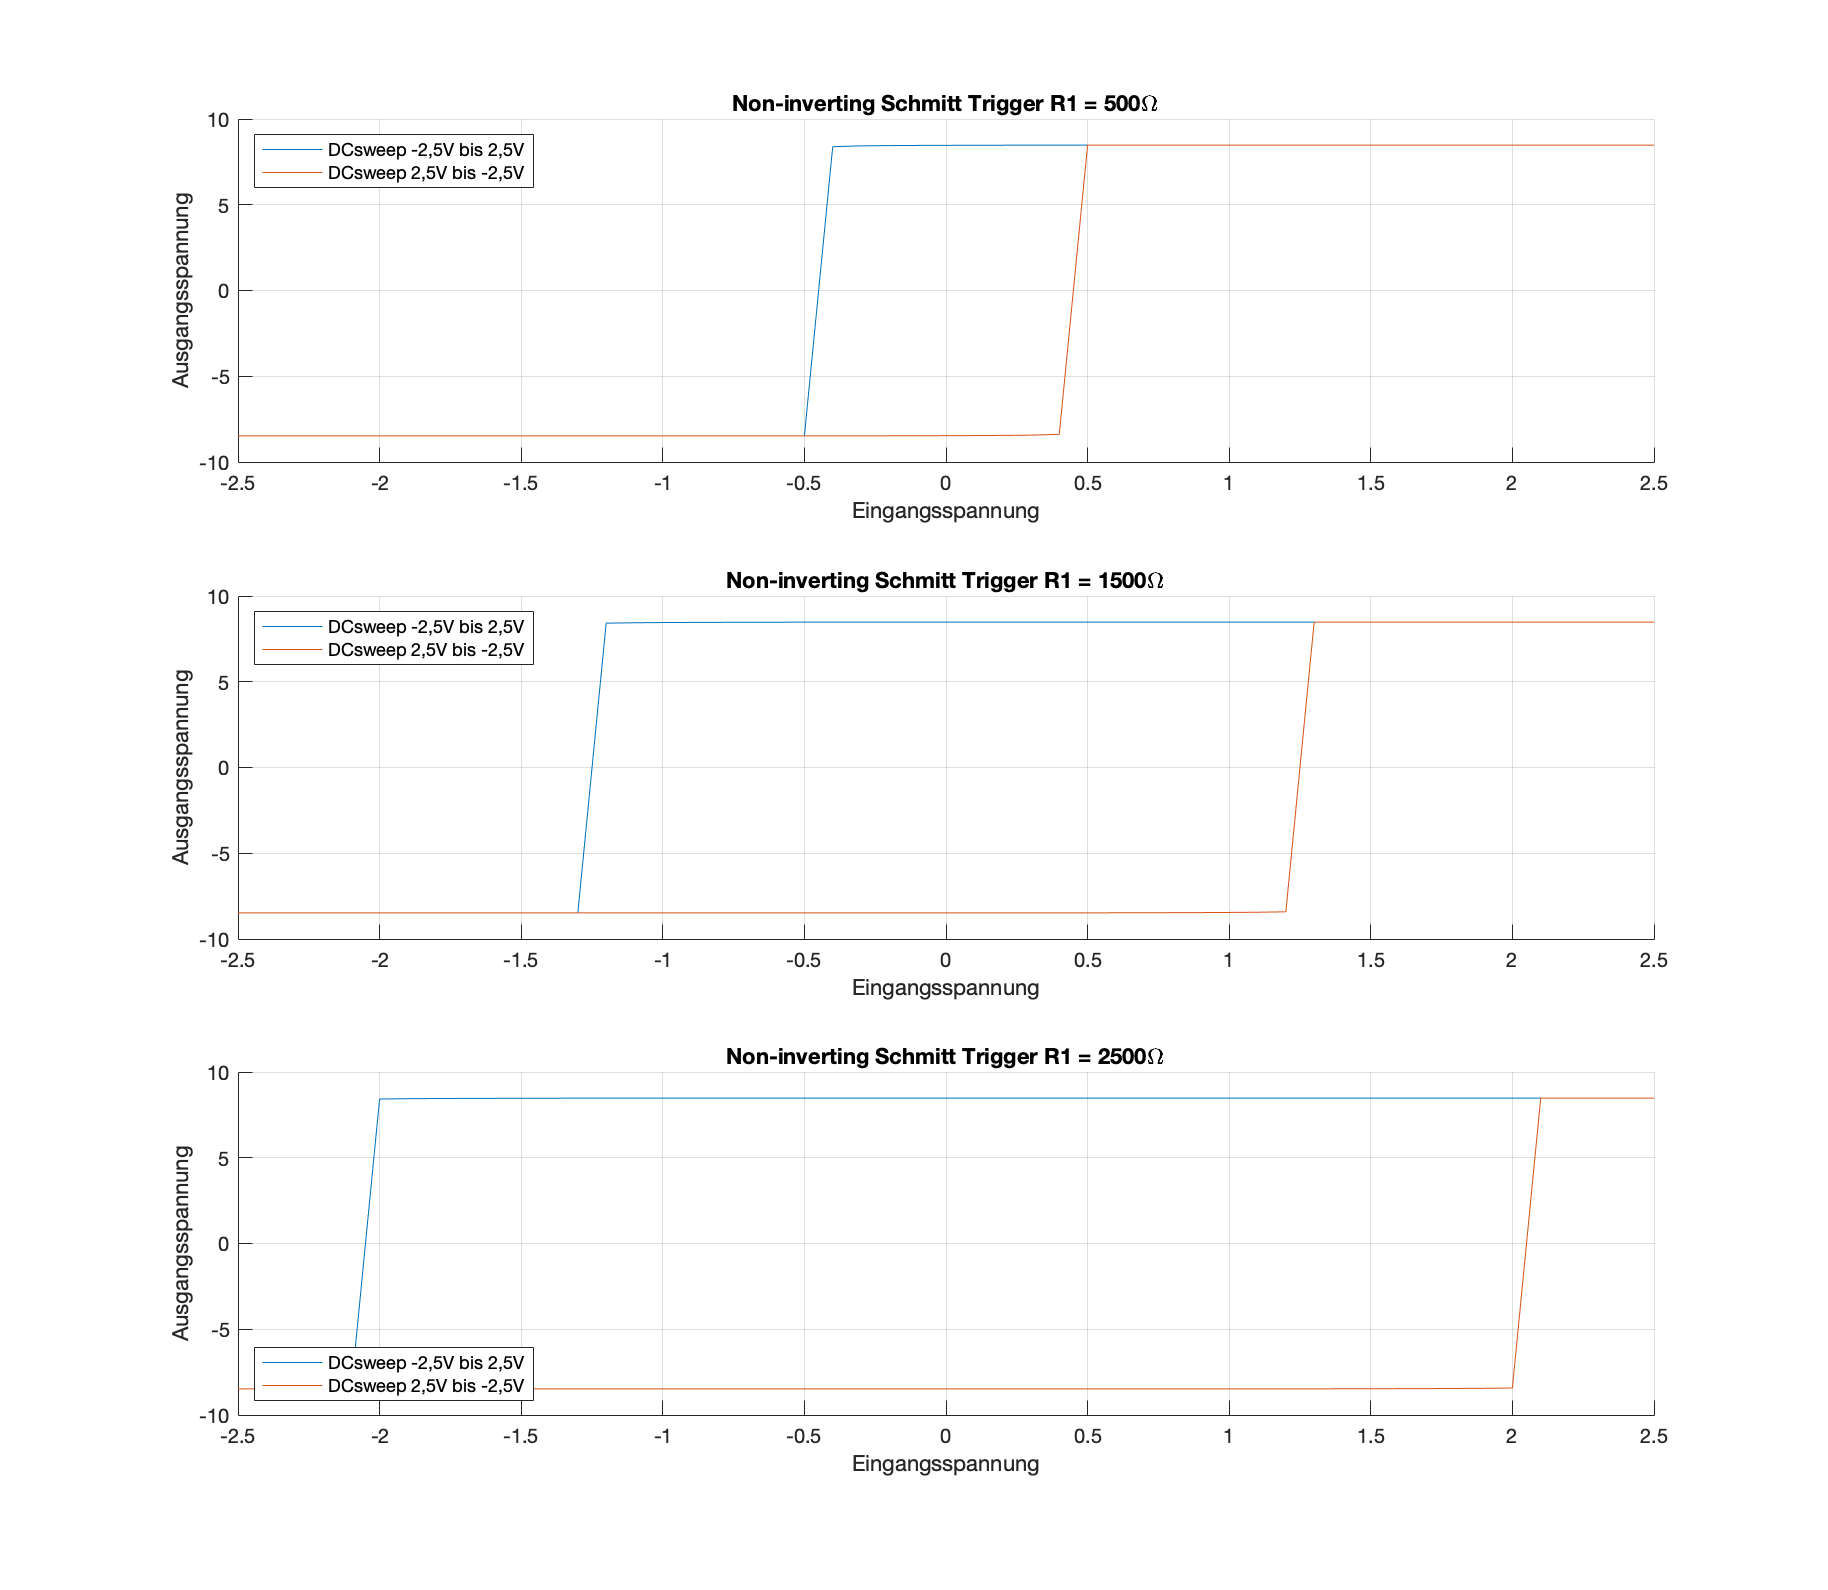 Non-inverting Schmitt Trigger R1 = 500Ω
10
5
0
-5
-10
Ausgangsspannung
DCsweep -2,5V bis 2,5V
DCsweep 2,5V bis -2,5V
-2.5 -2 -1.5 -1 -0.5 0 0.5 1 1.5 2 2.5
Eingangsspannung
Non-inverting Schmitt Trigger R1 = 1500Ω
10
5
0
-5
-10
Ausgangsspannung
DCsweep -2,5V bis 2,5V
DCsweep 2,5V bis -2,5V
-2.5 -2 -1.5 -1 -0.5 0 0.5 1 1.5 2 2.5
Eingangsspannung
Non-inverting Schmitt Trigger R1 = 2500Ω
10
5
0
-5
-10
Ausgangsspannung
DCsweep -2,5V bis 2,5V
DCsweep 2,5V bis -2,5V
-2.5 -2 -1.5 -1 -0.5 0 0.5 1 1.5 2 2.5
Eingangsspannung